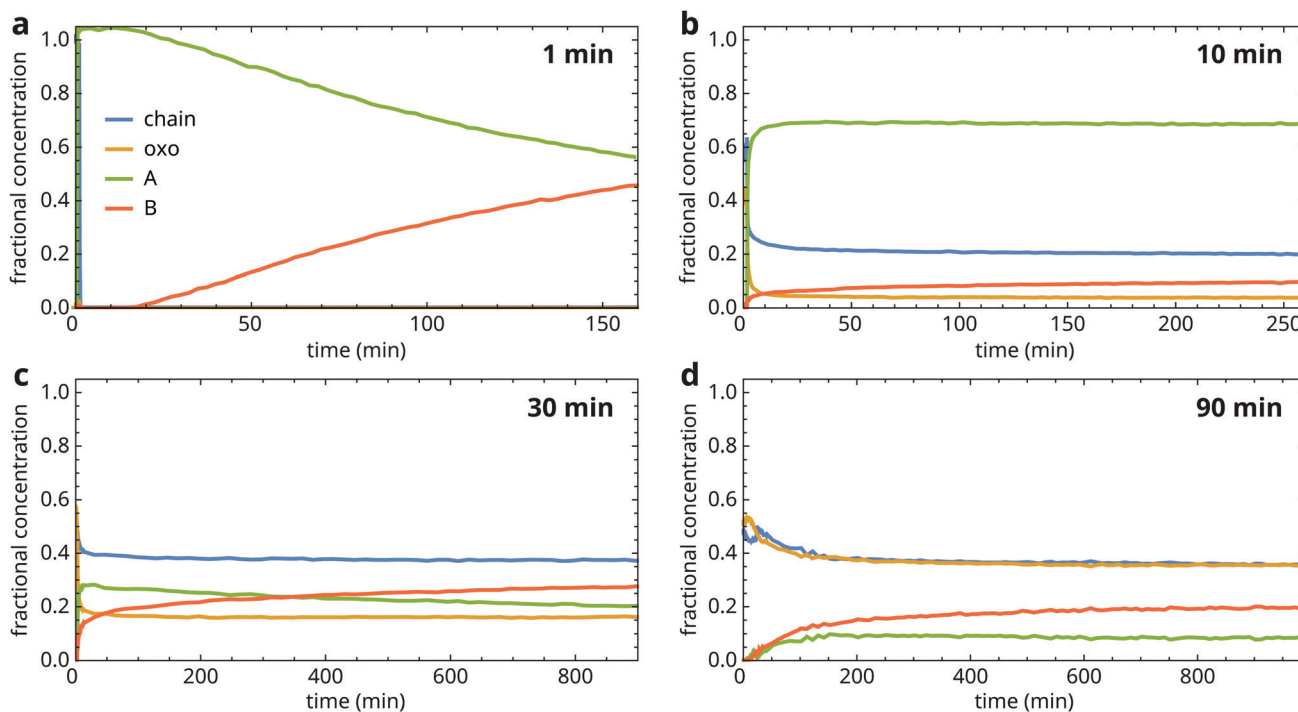 a
1 min
fractional concentration
1.0
0.8
0.6
0.4
0.2
0.0
chain
oxo
A
B
0 50 100 150
time (min)
b
10 min
fractional concentration
1.0
0.8
0.6
0.4
0.2
0.0
0 50 100 150 200 250
time (min)
c
30 min
fractional concentration
1.0
0.8
0.6
0.4
0.2
0.0
0 200 400 600 800
time (min)
d
90 min
fractional concentration
1.0
0.8
0.6
0.4
0.2
0.0
0 200 400 600 800
time (min)